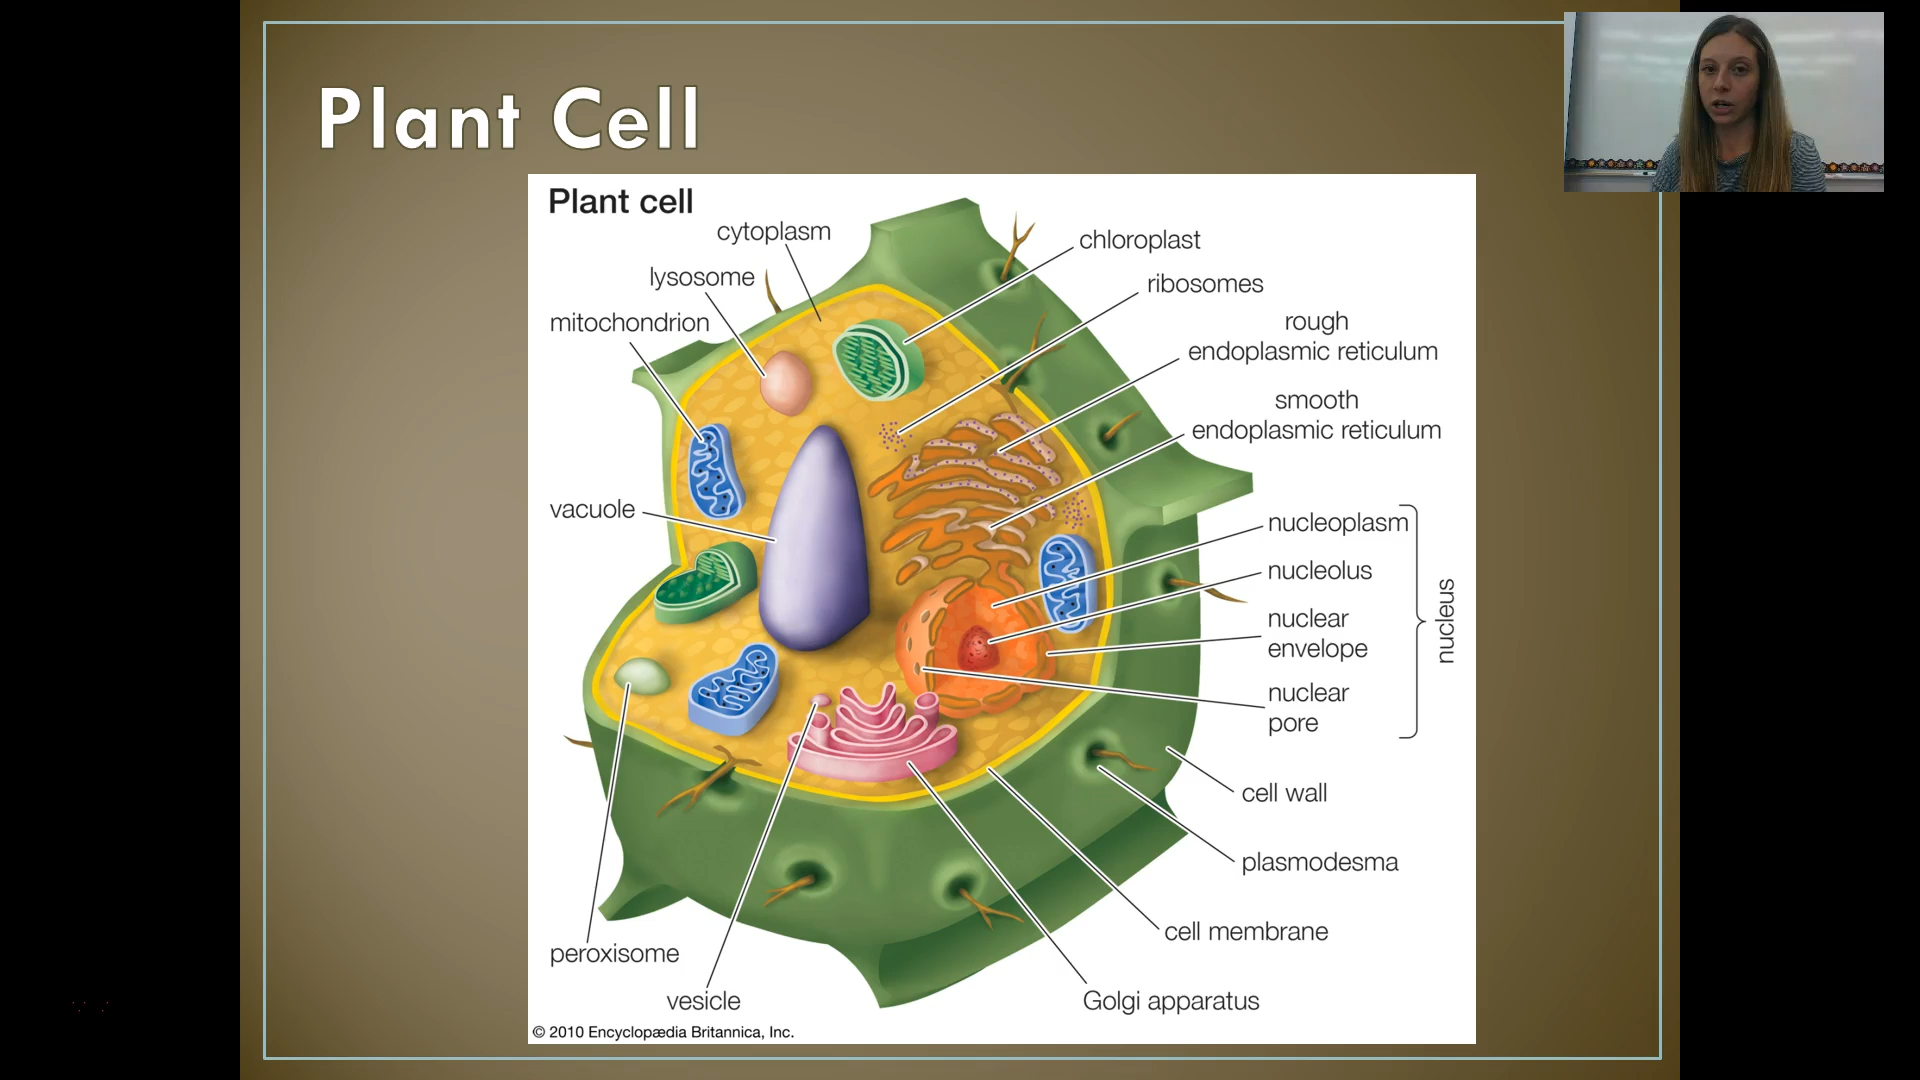 Plant Cell
Plant cell
cytoplasm
lysosome
mitochondrion
vacuole
peroxisome
vesicle
chloroplast
ribosomes
rough
endoplasmic reticulum
smooth
endoplasmic reticulum
nucleoplasm
nucleolus
nuclear
envelope
nuclear
pore
nucleus
cell wall
plasmodesma
cell membrane
Golgi apparatus
© 2010 Encyclopædia Britannica, Inc.